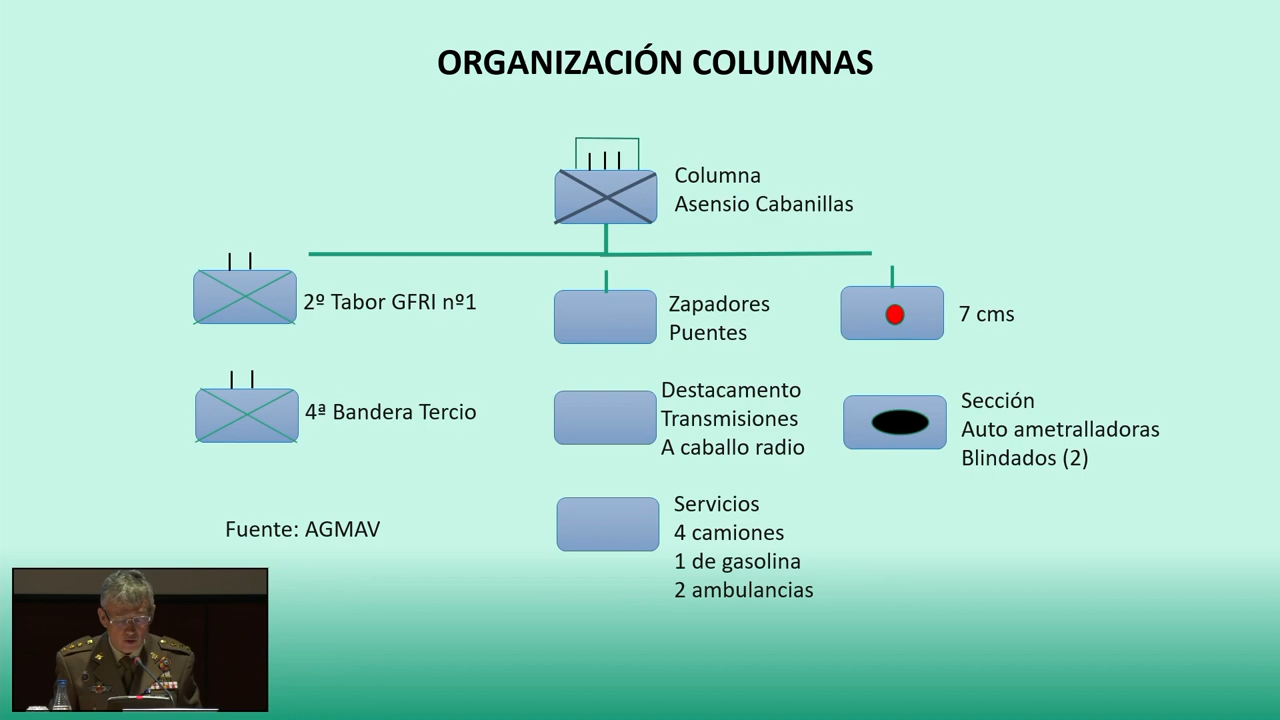 ORGANIZACIÓN COLUMNAS
Columna
Asensio Cabanillas
2º Tabor GFRI nº1
4ª Bandera Tercio
Zapadores
Puentes
Destacamento
Transmisiones
A caballo radio
Servicios
4 camiones
1 de gasolina
2 ambulancias
7 cms
Sección
Auto ametralladoras
Blindados (2)
Fuente: AGMAV